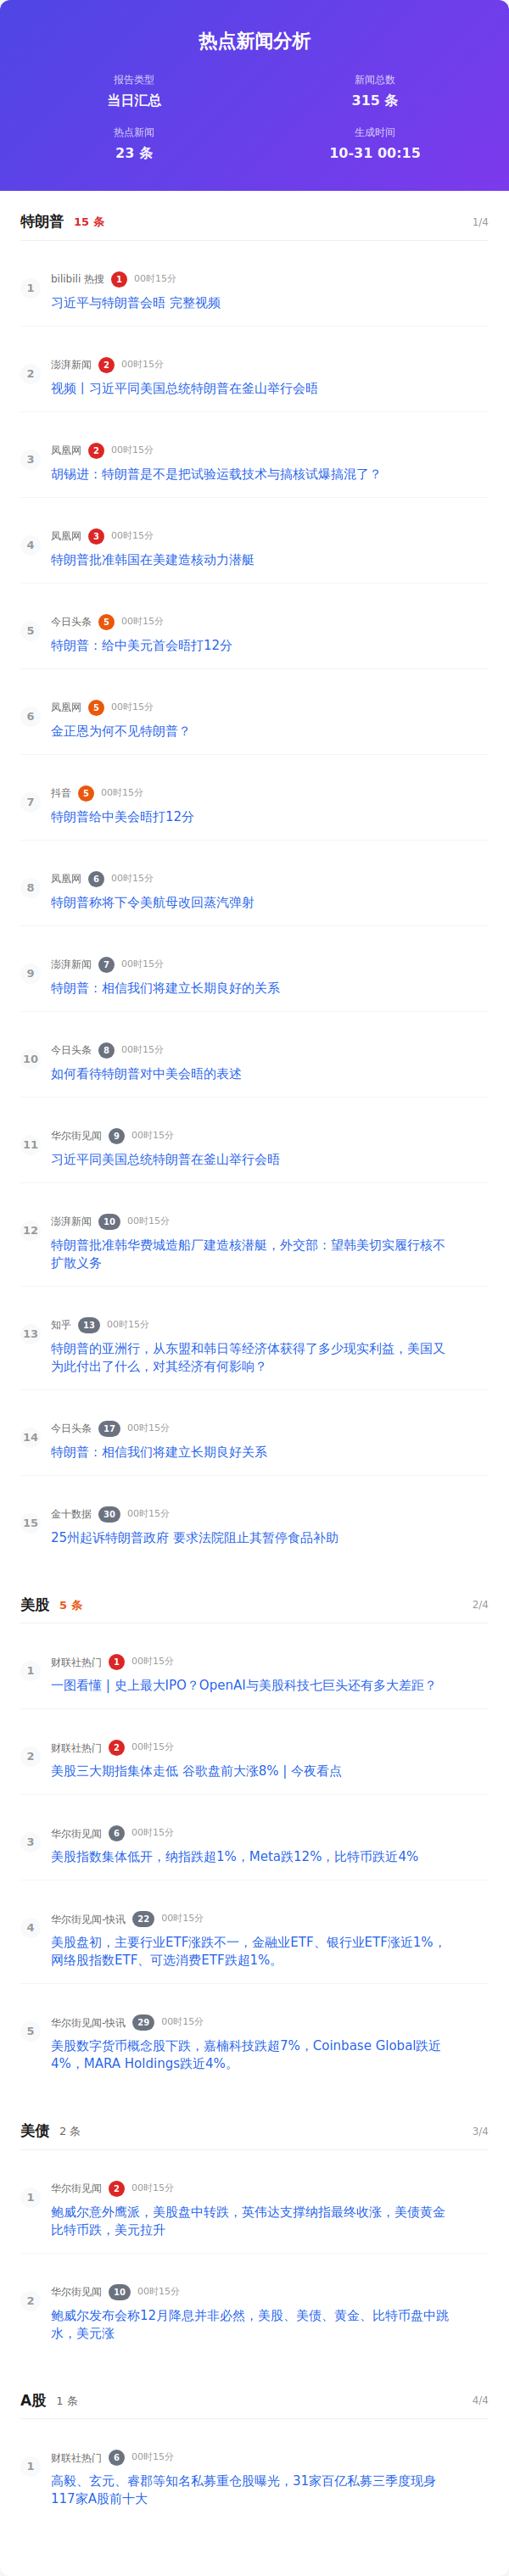 热点新闻分析
报告类型 新闻总数
当日汇总 315 条
热点新闻 生成时间
23 条 10-31 00:15
特朗普 15 条 1/4
bilibili 热搜 1 00时15分
1
习近平与特朗普会晤 完整视频
澎湃新闻 2 00时15分
2
视频丨习近平同美国总统特朗普在釜山举行会晤
凤凰网 2 00时15分
3
胡锡进：特朗普是不是把试验运载技术与搞核试爆搞混了？
凤凰网 3 00时15分
4
特朗普批准韩国在美建造核动力潜艇
今日头条 5 00时15分
5
特朗普：给中美元首会晤打12分
凤凰网 5 00时15分
6
金正恩为何不见特朗普？
抖音 5 00时15分
7
特朗普给中美会晤打12分
凤凰网 6 00时15分
8
特朗普称将下令美航母改回蒸汽弹射
澎湃新闻 7 00时15分
9
特朗普：相信我们将建立长期良好的关系
今日头条 8 00时15分
10
如何看待特朗普对中美会晤的表述
华尔街见闻 9 00时15分
11
习近平同美国总统特朗普在釜山举行会晤
澎湃新闻 10 00时15分
12
特朗普批准韩华费城造船厂建造核潜艇，外交部：望韩美切实履行核不
扩散义务
知乎 13 00时15分
13
特朗普的亚洲行，从东盟和韩日等经济体获得了多少现实利益，美国又
为此付出了什么，对其经济有何影响？
今日头条 17 00时15分
14
特朗普：相信我们将建立长期良好关系
金十数据 30 00时15分
15
25州起诉特朗普政府 要求法院阻止其暂停食品补助
美股 5 条 2/4
财联社热门 1 00时15分
1
一图看懂 | 史上最大IPO？OpenAI与美股科技七巨头还有多大差距？
财联社热门 2 00时15分
2
美股三大期指集体走低 谷歌盘前大涨8% | 今夜看点
华尔街见闻 6 00时15分
3
美股指数集体低开，纳指跌超1%，Meta跌12%，比特币跌近4%
华尔街见闻-快讯 22 00时15分
4
美股盘初，主要行业ETF涨跌不一，金融业ETF、银行业ETF涨近1%，
网络股指数ETF、可选消费ETF跌超1%。
华尔街见闻-快讯 29 00时15分
5
美股数字货币概念股下跌，嘉楠科技跌超7%，Coinbase Global跌近
4%，MARA Holdings跌近4%。
美债 2 条 3/4
华尔街见闻 2 00时15分
1
鲍威尔意外鹰派，美股盘中转跌，英伟达支撑纳指最终收涨，美债黄金
比特币跌，美元拉升
华尔街见闻 10 00时15分
2
鲍威尔发布会称12月降息并非必然，美股、美债、黄金、比特币盘中跳
水，美元涨
A股 1 条 4/4
财联社热门 6 00时15分
1
高毅、玄元、睿郡等知名私募重仓股曝光，31家百亿私募三季度现身
117家A股前十大